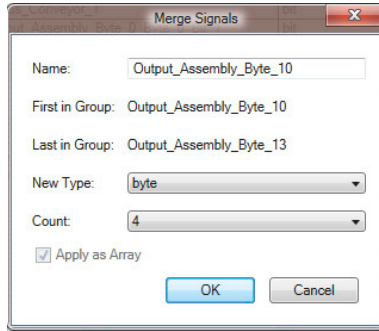 Merge Signals
Name: Output_Assembly_Byte_10
First in Group: Output_Assembly_Byte_10
Last in Group: Output_Assembly_Byte_13
New Type: byte
Count: 4
Apply as Array
OK Cancel